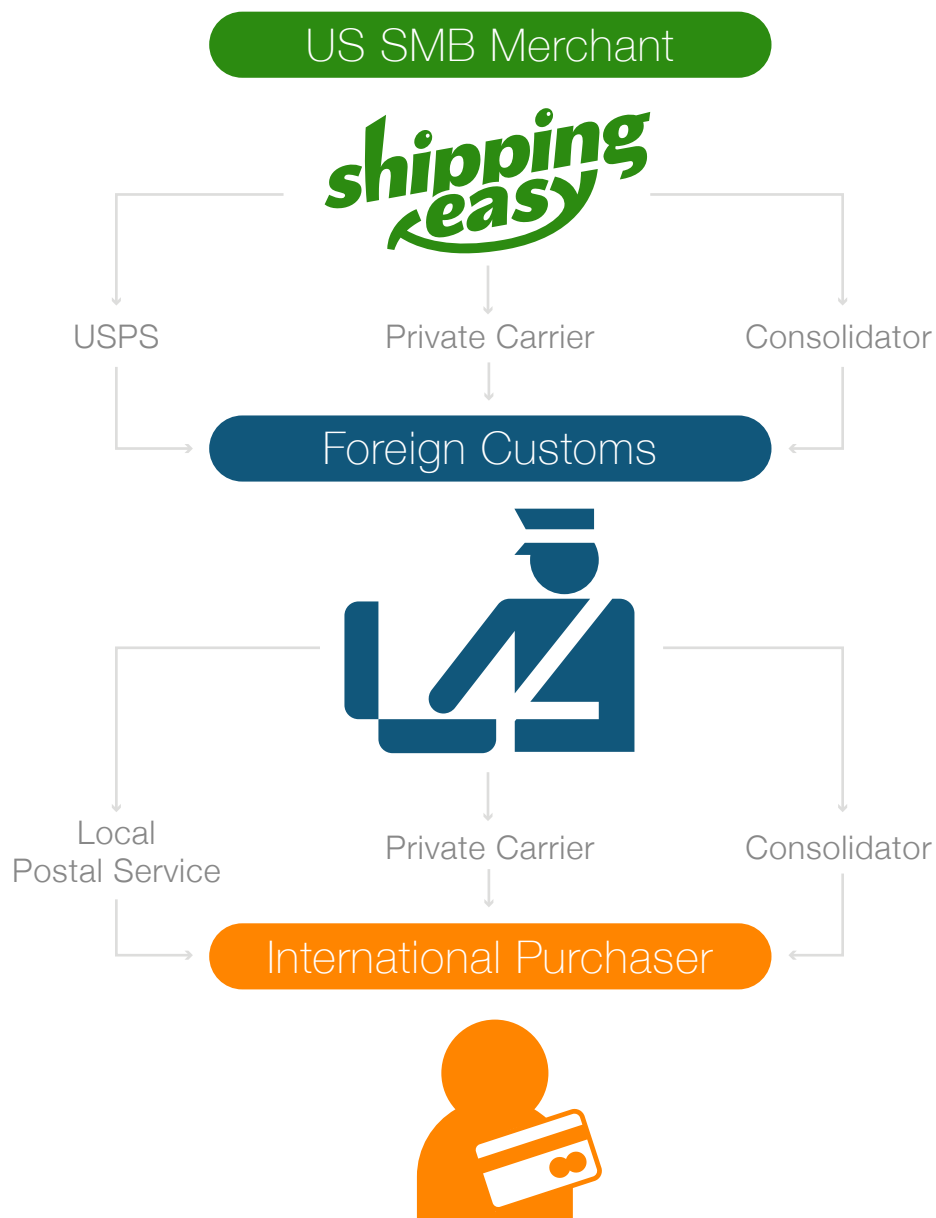 US SMB Merchant
shipping
easy
USPS
Private Carrier
Consolidator
Foreign Customs
Local
Postal Service
Private Carrier
Consolidator
International Purchaser